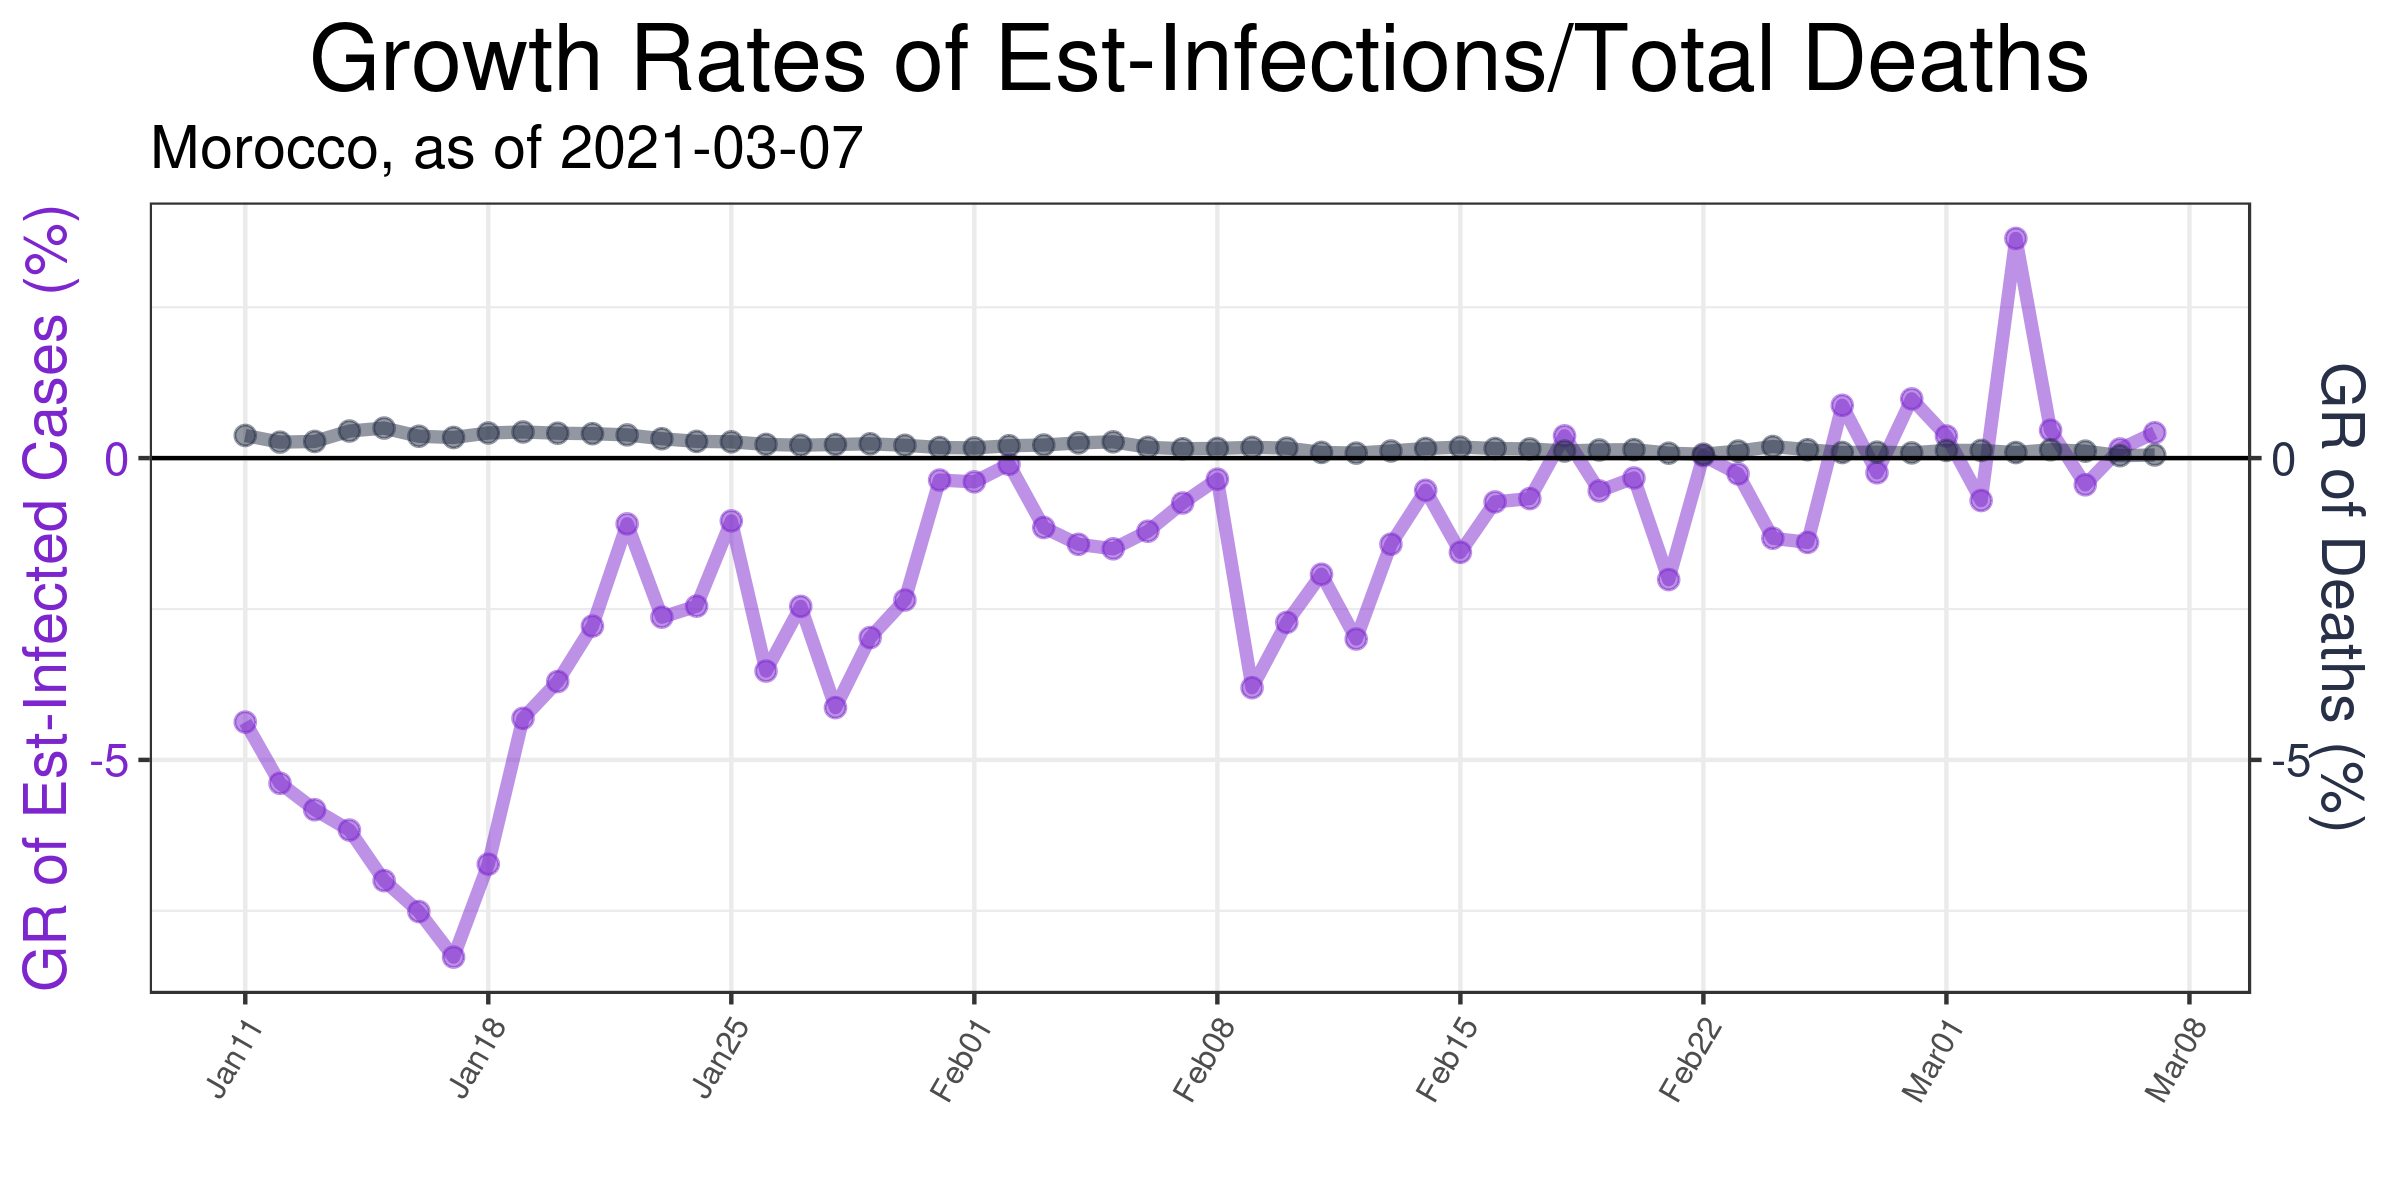 Growth Rates of Est-Infections/Total Deaths
Morocco, as of 2021-03-07
GR of Est-Infected Cases (%)
0
-5
0
-5
GR of Deaths (%)
Jan11
Jan18
Jan25
Feb01
Feb08
Feb15
Feb22
Mar01
Mar08